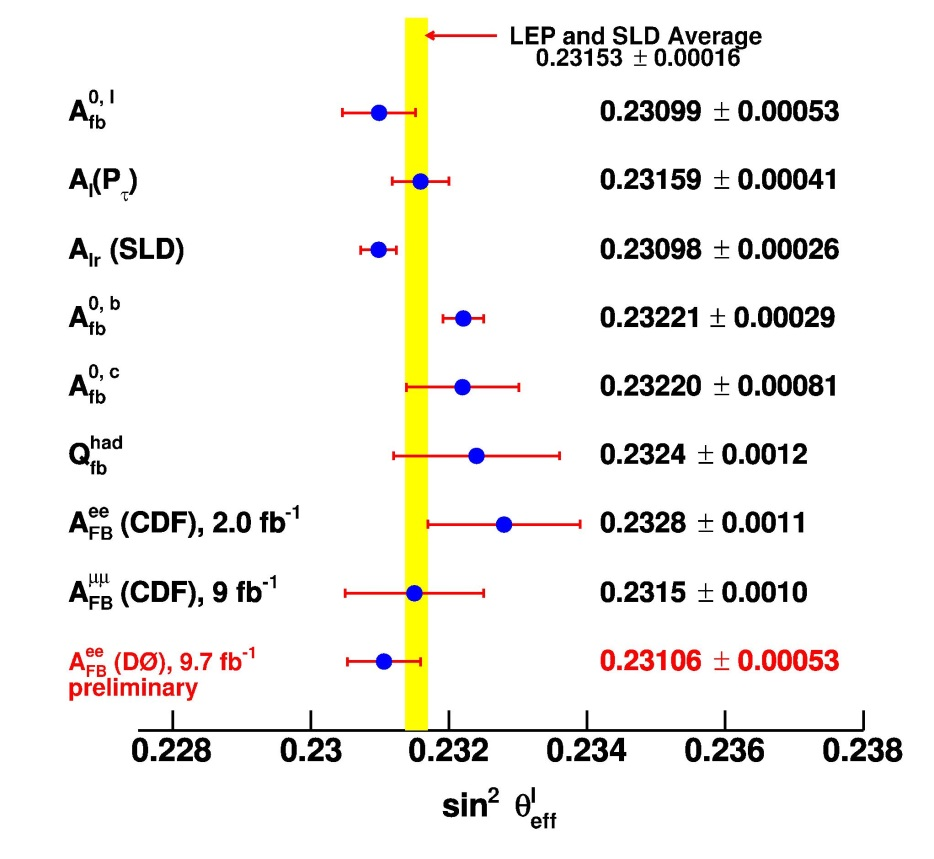 LEP and SLD Average
0.23153 ± 0.00016
A_fb^0, l 0.23099 ± 0.00053
A_l(P_τ) 0.23159 ± 0.00041
A_lr (SLD) 0.23098 ± 0.00026
A_fb^0, b 0.23221 ± 0.00029
A_fb^0, c 0.23220 ± 0.00081
Q_fb^had 0.2324 ± 0.0012
A_FB^ee (CDF), 2.0 fb^-1 0.2328 ± 0.0011
A_FB^μμ (CDF), 9 fb^-1 0.2315 ± 0.0010
A_FB^ee (DØ), 9.7 fb^-1 0.23106 ± 0.00053
preliminary
0.228 0.23 0.232 0.234 0.236 0.238
sin² θ_eff^l